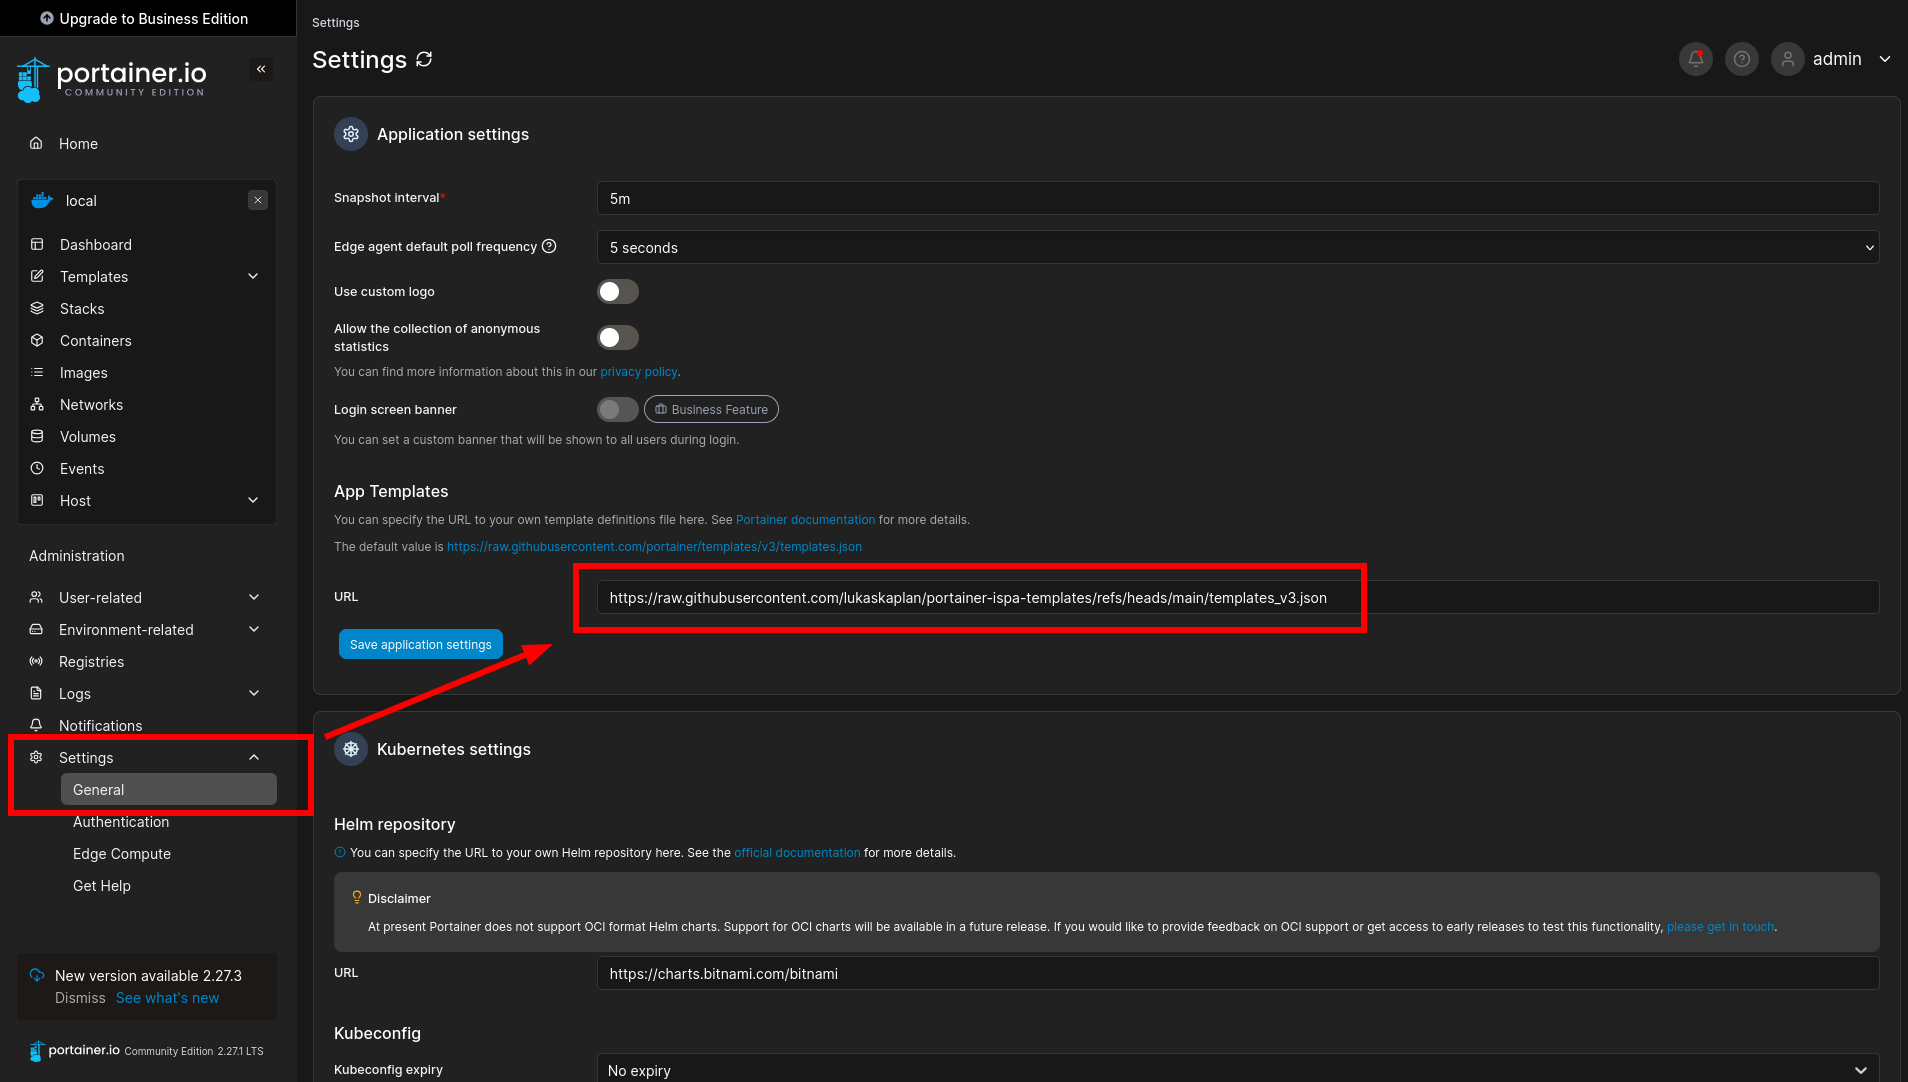 Upgrade to Business Edition
portainer.io
COMMUNITY EDITION
Home
local
Dashboard
Templates
Stacks
Containers
Images
Networks
Volumes
Events
Host
Administration
User-related
Environment-related
Registries
Logs
Notifications
Settings
General
Authentication
Edge Compute
Get Help
New version available 2.27.3
Dismiss See what's new
portainer.io Community Edition 2.27.1 LTS
Settings
Settings
admin
Application settings
Snapshot interval*
5m
Edge agent default poll frequency
5 seconds
Use custom logo
Allow the collection of anonymous
statistics
You can find more information about this in our privacy policy.
Login screen banner
Business Feature
You can set a custom banner that will be shown to all users during login.
App Templates
You can specify the URL to your own template definitions file here. See Portainer documentation for more details.
The default value is https://raw.githubusercontent.com/portainer/templates/v3/templates.json
URL
https://raw.githubusercontent.com/lukaskaplan/portainer-ispa-templates/refs/heads/main/templates_v3.json
Save application settings
Kubernetes settings
Helm repository
You can specify the URL to your own Helm repository here. See the official documentation for more details.
Disclaimer
At present Portainer does not support OCI format Helm charts. Support for OCI charts will be available in a future release. If you would like to provide feedback on OCI support or get access to early releases to test this functionality, please get in touch.
URL
https://charts.bitnami.com/bitnami
Kubeconfig
Kubeconfig expiry
No expiry